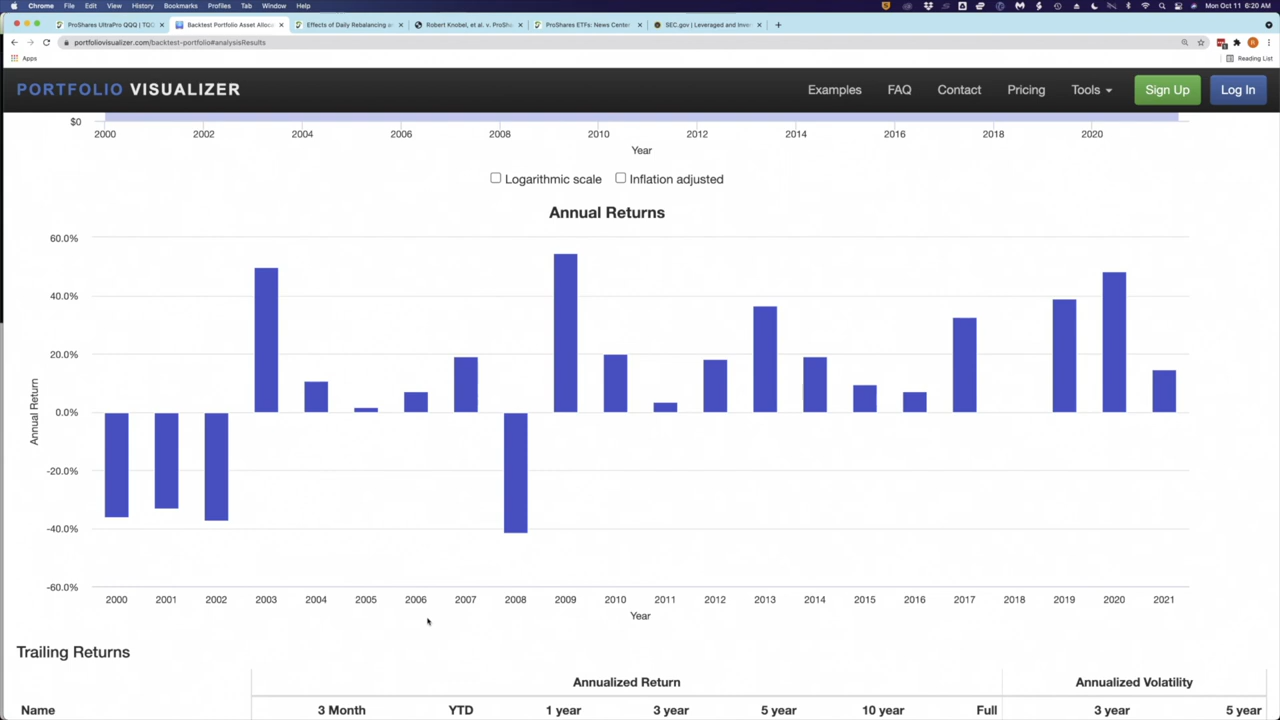 Chrome File Edit View History Bookmarks Profiles Tab Window Help Mon Oct 11 6:20 AM
ProShares UltraPro QQQ | TQQ Backtest Portfolio Asset Alloca Effects of Daily Rebalancing a Robert Knobel, et al. v. ProSha ProShares ETFs: News Center SEC.gov | Leveraged and Inver
portfoliovisualizer.com/backtest-portfolio#analysisResults
Apps Reading List
PORTFOLIO VISUALIZER Examples FAQ Contact Pricing Tools Sign Up Log In
$0
2000 2002 2004 2006 2008 2010 2012 2014 2016 2018 2020
Year
Logarithmic scale Inflation adjusted
Annual Returns
60.0%
40.0%
20.0%
0.0%
-20.0%
-40.0%
-60.0%
Annual Return
2000 2001 2002 2003 2004 2005 2006 2007 2008 2009 2010 2011 2012 2013 2014 2015 2016 2017 2018 2019 2020 2021
Year
Trailing Returns
Annualized Return Annualized Volatility
Name 3 Month YTD 1 year 3 year 5 year 10 year Full 3 year 5 year